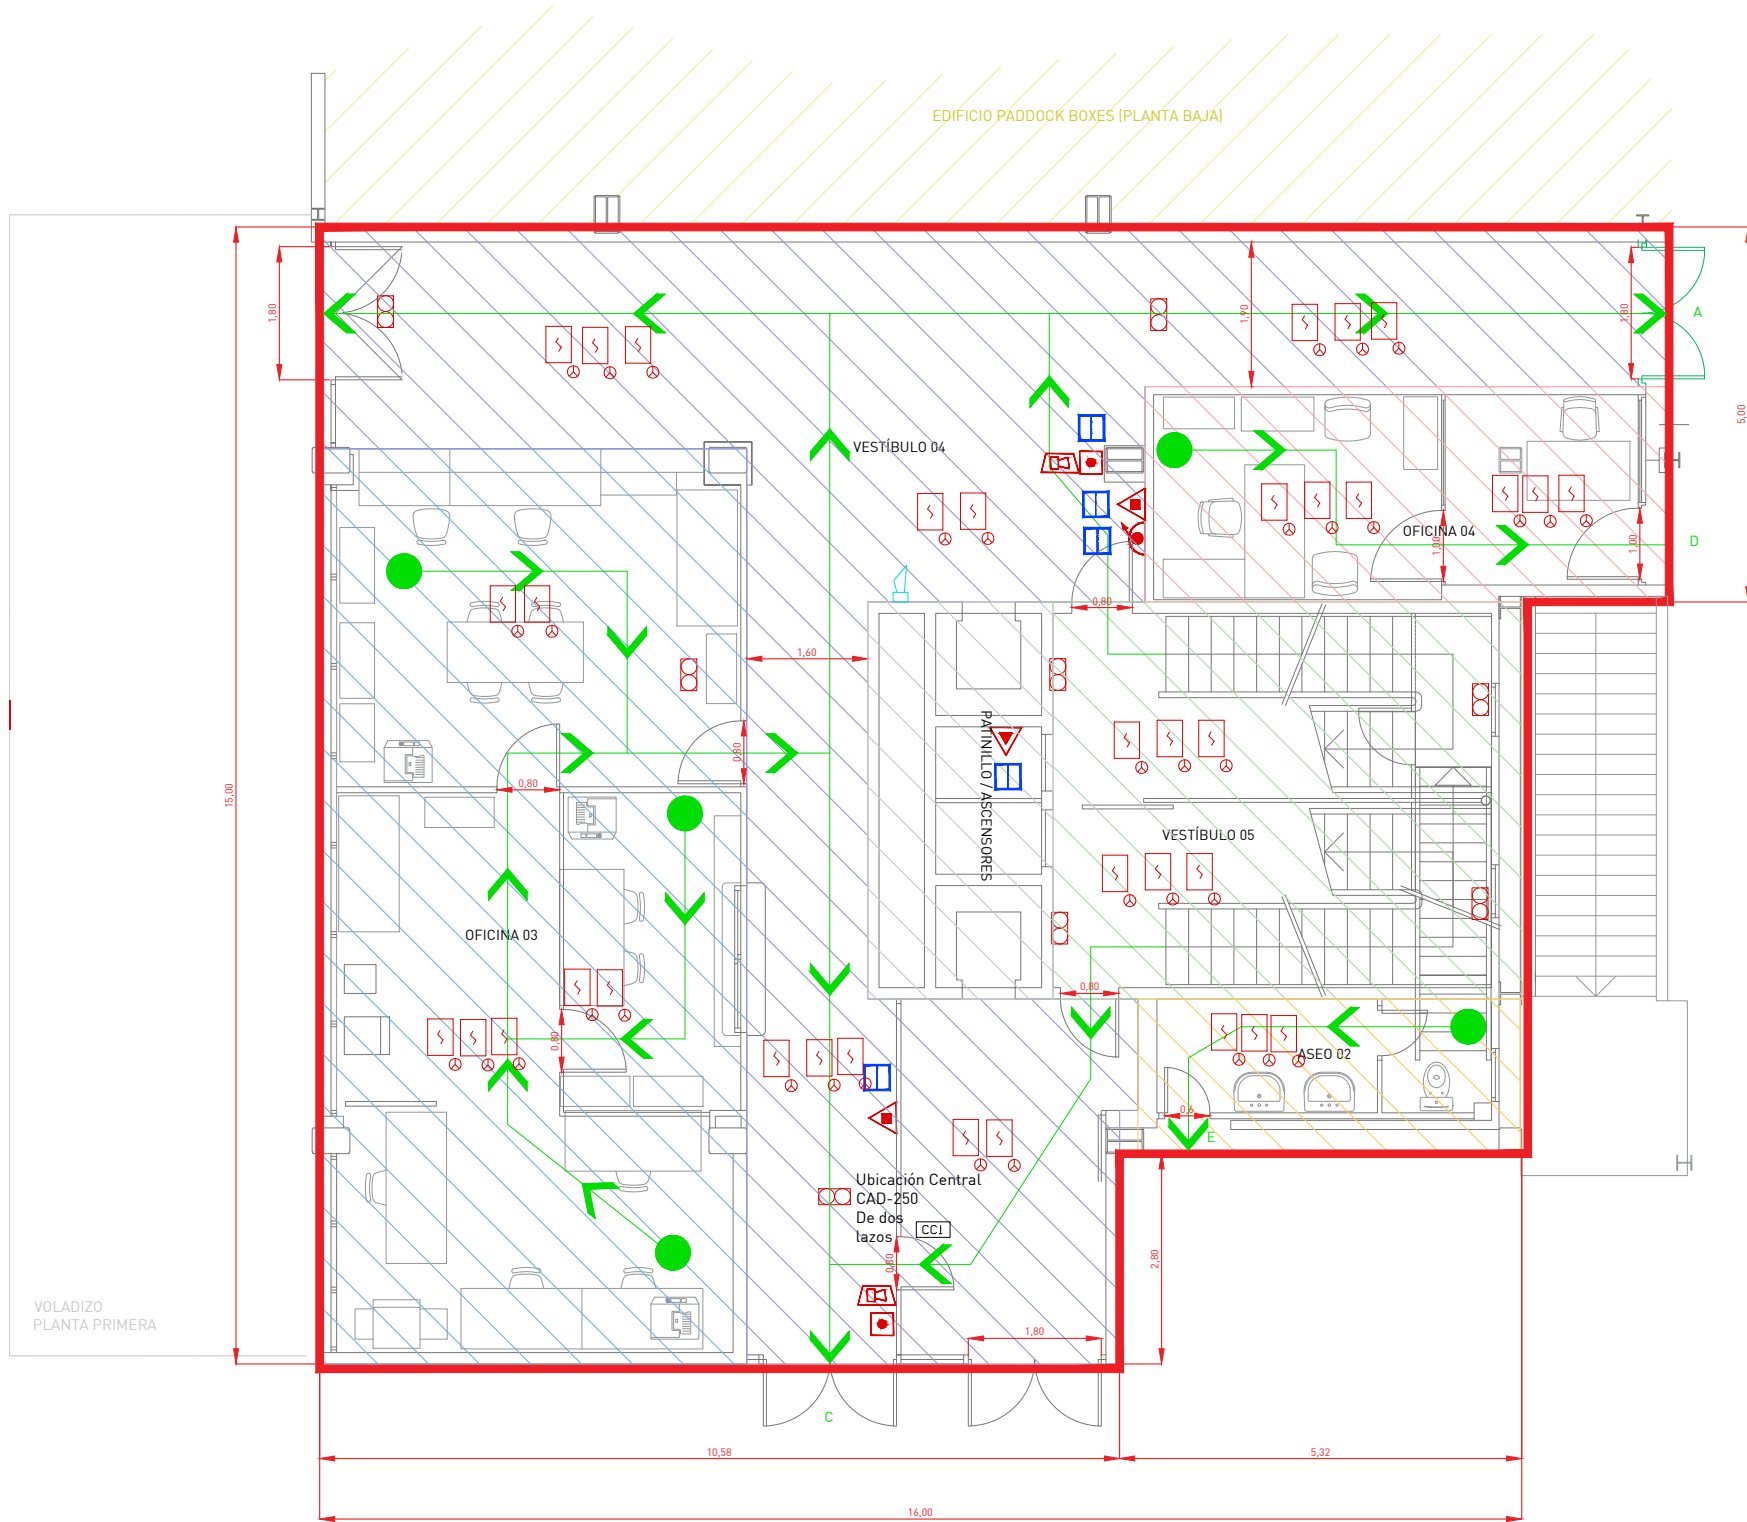 EDIFICIO PADDOCK BOXES (PLANTA BAJA)
1,80
1,90
1,80
A
5,00
VESTÍBULO 04
OFICINA 04
1,00
1,00
D
0,80
1,60
0,80
0,80
15,00
PATINILLO / ASCENSORES
VESTÍBULO 05
OFICINA 03
0,80
0,80
ASEO 02
0,6
E
Ubicación Central
CAD-250
De dos
lazos
CCI
0,80
2,80
VOLADIZO
PLANTA PRIMERA
1,80
C
10,58
5,32
16,00